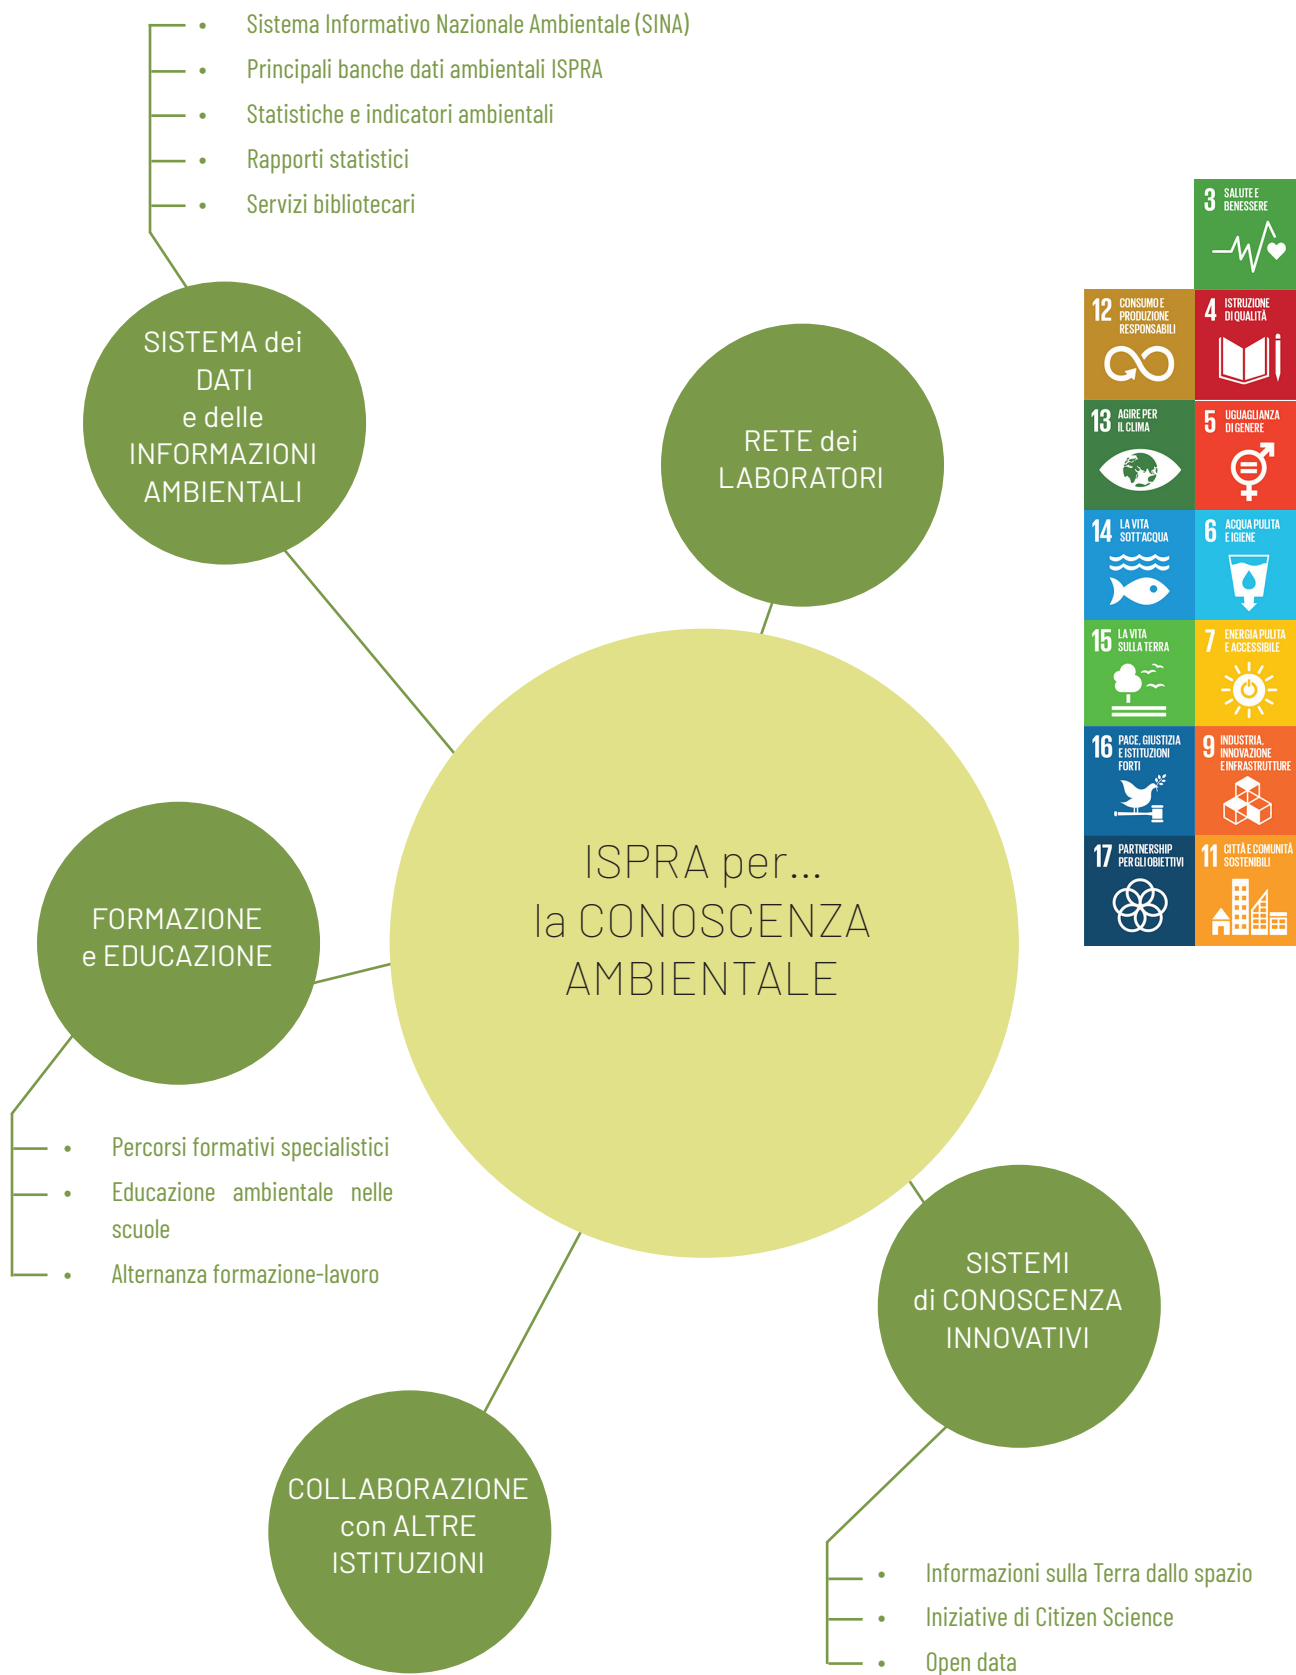 • Sistema Informativo Nazionale Ambientale (SINA)
• Principali banche dati ambientali ISPRA
• Statistiche e indicatori ambientali
• Rapporti statistici
• Servizi bibliotecari
SISTEMA dei
DATI
e delle
INFORMAZIONI
AMBIENTALI
RETE dei
LABORATORI
3 SALUTE E
BENESSERE
12 CONSUMO E
PRODUZIONE
RESPONSABILI
4 ISTRUZIONE
DI QUALITÀ
13 AGIRE PER
IL CLIMA
5 UGUAGLIANZA
DI GENERE
14 LA VITA
SOTT'ACQUA
6 ACQUA PULITA
E IGIENE
15 LA VITA
SULLA TERRA
7 ENERGIA PULITA
E ACCESSIBILE
16 PACE, GIUSTIZIA
E ISTITUZIONI
FORTI
9 INDUSTRIA,
INNOVAZIONE
E INFRASTRUTTURE
17 PARTNERSHIP
PER GLI OBIETTIVI
11 CITTÀ E COMUNITÀ
SOSTENIBILI
ISPRA per...
la CONOSCENZA
AMBIENTALE
FORMAZIONE
e EDUCAZIONE
• Percorsi formativi specialistici
• Educazione ambientale nelle
scuole
• Alternanza formazione-lavoro
SISTEMI
di CONOSCENZA
INNOVATIVI
COLLABORAZIONE
con ALTRE
ISTITUZIONI
• Informazioni sulla Terra dallo spazio
• Iniziative di Citizen Science
• Open data